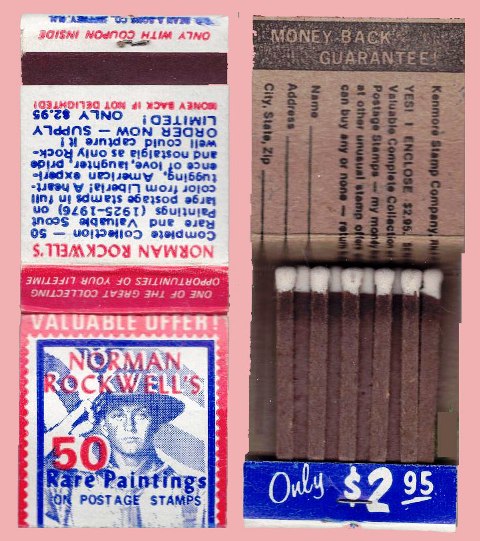 VALUABLE OFFER!
NORMAN
ROCKWELL'S
50
Rare Paintings
ON POSTAGE STAMPS
ONE OF THE GREAT COLLECTING
OPPORTUNITIES OF YOUR LIFETIME
NORMAN ROCKWELL'S
Complete Collection - 50
Rare and Valuable Scout
Paintings (1925-1976) on
large postage stamps in full
color from Liberia! A heart-
tugging, American experi-
ence of love, laughter, pride
and nostalgia as only Rock-
well could capture it!
ORDER NOW — SUPPLY
LIMITED! ONLY $2.95
MONEY BACK IF NOT DELIGHTED!
ONLY WITH COUPON INSIDE
BEAN & SONS CO.
MONEY BACK
GUARANTEE!
Kenmore Stamp Company,
YES! I ENCLOSE $2.95.
Valuable Complete Collection
Postage Stamps — my money
at other unusual stamp offe
can buy any or none — return
Name
Address
City, State, Zip
Only $2 95